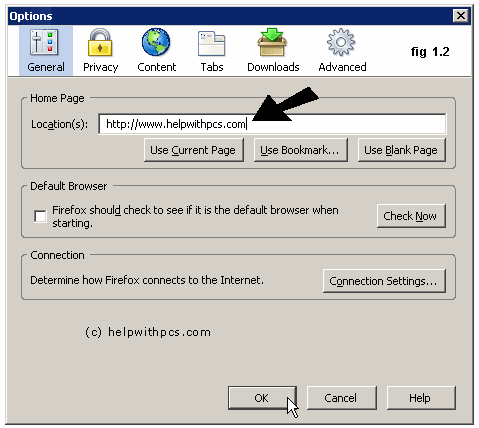 Options
General Privacy Content Tabs Downloads Advanced
fig 1.2
Home Page
Location(s): http://www.helpwithpcs.com
Use Current Page Use Bookmark... Use Blank Page
Default Browser
Firefox should check to see if it is the default browser when
starting.
Check Now
Connection
Determine how Firefox connects to the Internet. Connection Settings...
(c) helpwithpcs.com
OK Cancel Help